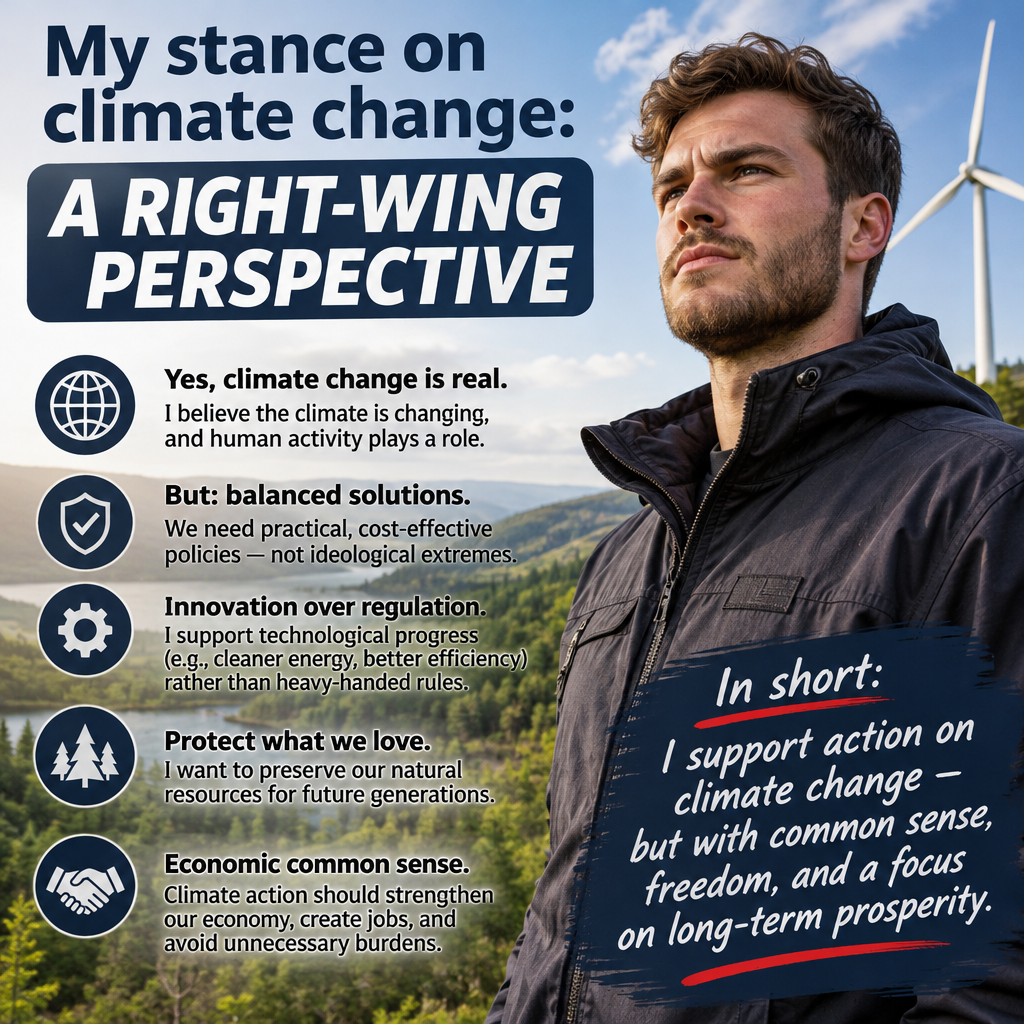 My stance on
climate change:
A RIGHT-WING
PERSPECTIVE
Yes, climate change is real.
I believe the climate is changing,
and human activity plays a role.
But: balanced solutions.
We need practical, cost-effective
policies — not ideological extremes.
Innovation over regulation.
I support technological progress
(e.g., cleaner energy, better efficiency)
rather than heavy-handed rules.
Protect what we love.
I want to preserve our natural
resources for future generations.
Economic common sense.
Climate action should strengthen
our economy, create jobs, and
avoid unnecessary burdens.
In short:
I support action on
climate change –
but with common sense,
freedom, and a focus
on long-term prosperity.